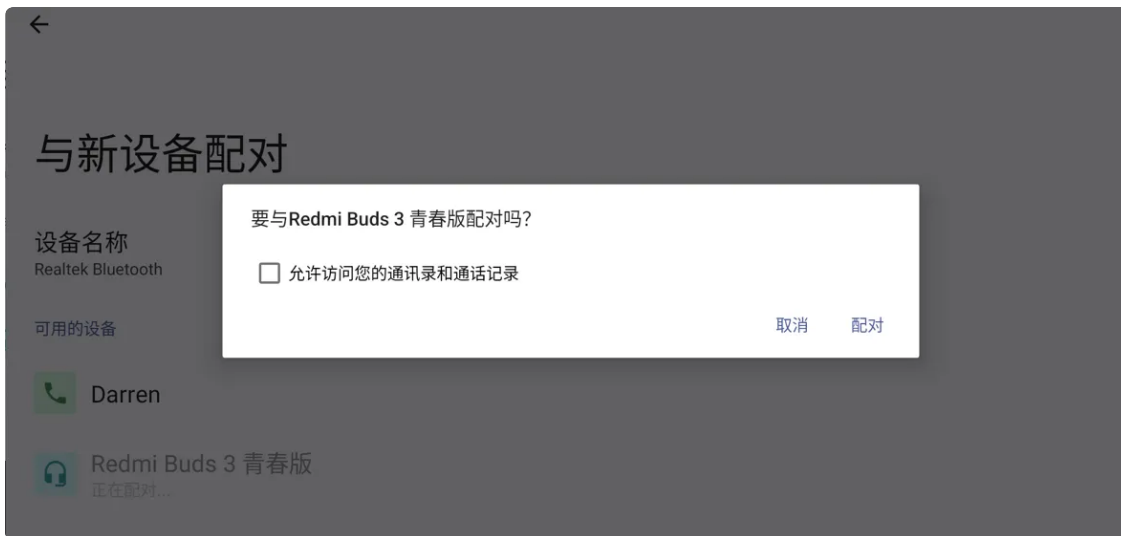 与新设备配对
要与Redmi Buds 3 青春版配对吗？
设备名称
Realtek Bluetooth
允许访问您的通讯录和通话记录
可用的设备
取消
配对
Darren
Redmi Buds 3 青春版
正在配对...